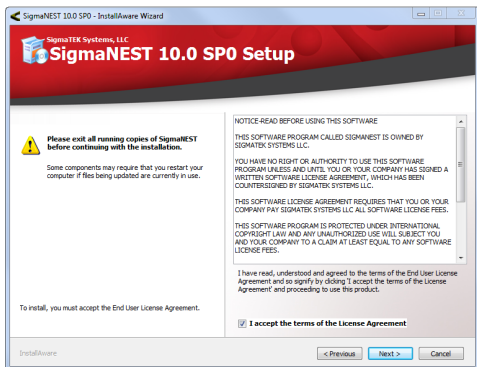 SigmaNEST 10.0 SP0 - InstallAware Wizard
SigmaTEK Systems, LLC
SigmaNEST 10.0 SP0 Setup
Please exit all running copies of SigmaNEST
before continuing with the installation.
Some components may require that you restart your
computer if files being updated are currently in use.
To install, you must accept the End User License Agreement.
NOTICE-READ BEFORE USING THIS SOFTWARE
THIS SOFTWARE PROGRAM CALLED SIGMANEST IS OWNED BY
SIGMATEK SYSTEMS LLC.
YOU HAVE NO RIGHT OR AUTHORITY TO USE THIS SOFTWARE
PROGRAM UNLESS AND UNTIL YOU OR YOUR COMPANY HAS SIGNED A
WRITTEN SOFTWARE LICENSE AGREEMENT, WHICH HAS BEEN
COUNTERSIGNED BY SIGMATEK SYSTEMS LLC.
THIS SOFTWARE LICENSE AGREEMENT REQUIRES THAT YOU OR YOUR
COMPANY PAY SIGMATEK SYSTEMS LLC ALL SOFTWARE LICENSE FEES.
THIS SOFTWARE PROGRAM IS PROTECTED UNDER INTERNATIONAL
COPYRIGHT LAW AND ANY UNAUTHORIZED USE WILL SUBJECT YOU
AND YOUR COMPANY TO A CLAIM AT LEAST EQUAL TO ANY SOFTWARE
LICENSE FEES.
I have read, understood and agreed to the terms of the End User License
Agreement and so signify by clicking 'I accept the terms of the License
Agreement' and proceeding to use this product.
I accept the terms of the License Agreement
InstallAware
< Previous
Next >
Cancel